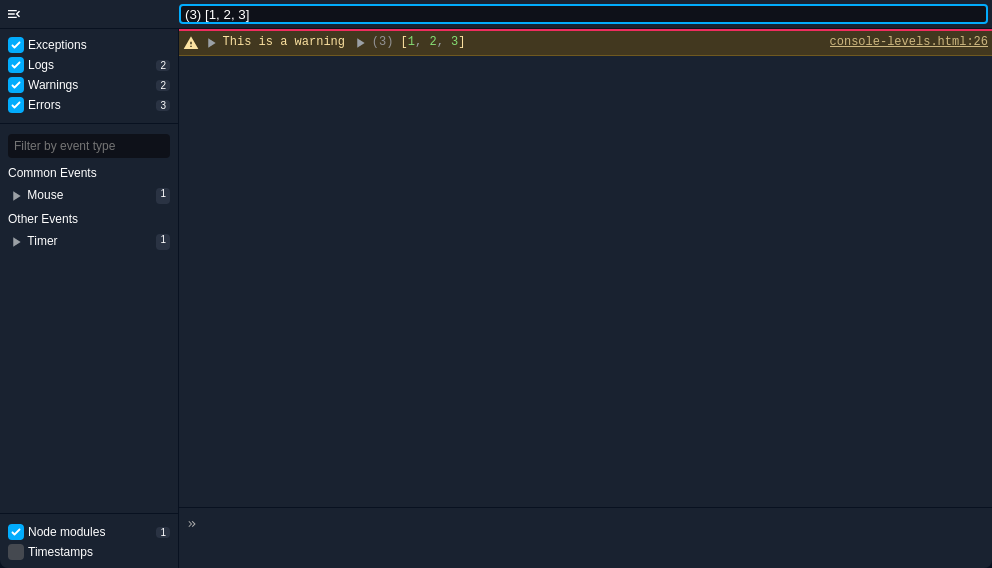 (3) [1, 2, 3]
Exceptions
Logs 2
Warnings 2
Errors 3
Filter by event type
Common Events
Mouse 1
Other Events
Timer 1
Node modules 1
Timestamps
This is a warning (3) [1, 2, 3] console-levels.html:26
»